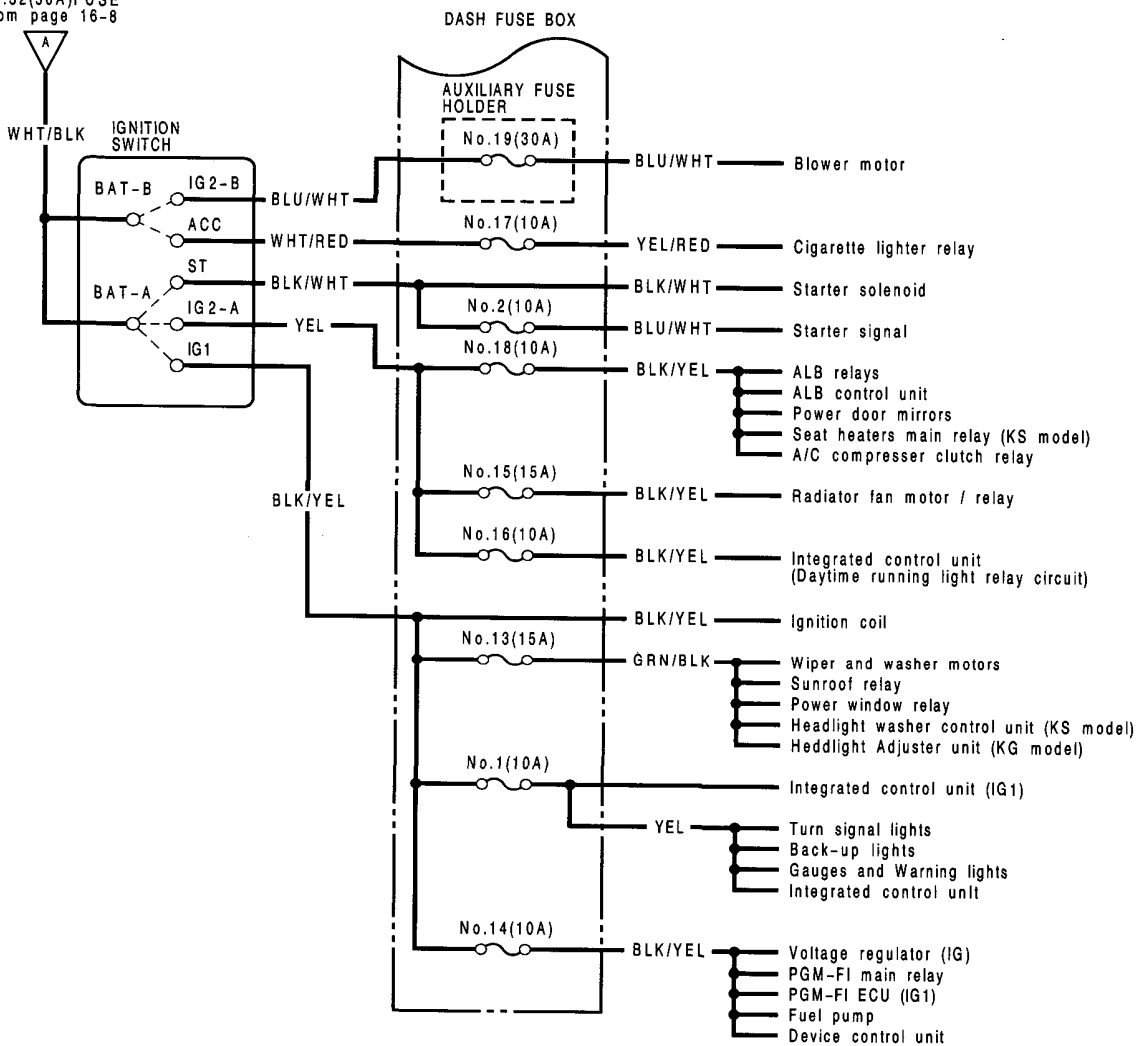 DASH FUSE BOX
om page 16-8
A
AUXILIARY FUSE
HOLDER
WHT/BLK
IGNITION
SWITCH
No.19(30A)
BLU/WHT
Blower motor
BAT-B
IG2-B
BLU/WHT
No.17(10A)
ACC
WHT/RED
YEL/RED
Cigarette lighter relay
ST
BAT-A
BLK/WHT
BLK/WHT
Starter solenoid
IG2-A
YEL
No.2(10A)
BLU/WHT
Starter signal
IG1
No.18(10A)
BLK/YEL
ALB relays
ALB control unit
Power door mirrors
Seat heaters main relay (KS model)
A/C compresser clutch relay
BLK/YEL
No.15(15A)
BLK/YEL
Radiator fan motor / relay
No.16(10A)
BLK/YEL
Integrated control unit
(Daytime running light relay circuit)
BLK/YEL
Ignition coil
No.13(15A)
GRN/BLK
Wiper and washer motors
Sunroof relay
Power window relay
Headlight washer control unit (KS model)
Heddlight Adjuster unit (KG model)
No.1(10A)
Integrated control unit (IG1)
YEL
Turn signal lights
Back-up lights
Gauges and Warning lights
Integrated control unit
No.14(10A)
BLK/YEL
Voltage regulator (IG)
PGM-FI main relay
PGM-FI ECU (IG1)
Fuel pump
Device control unit